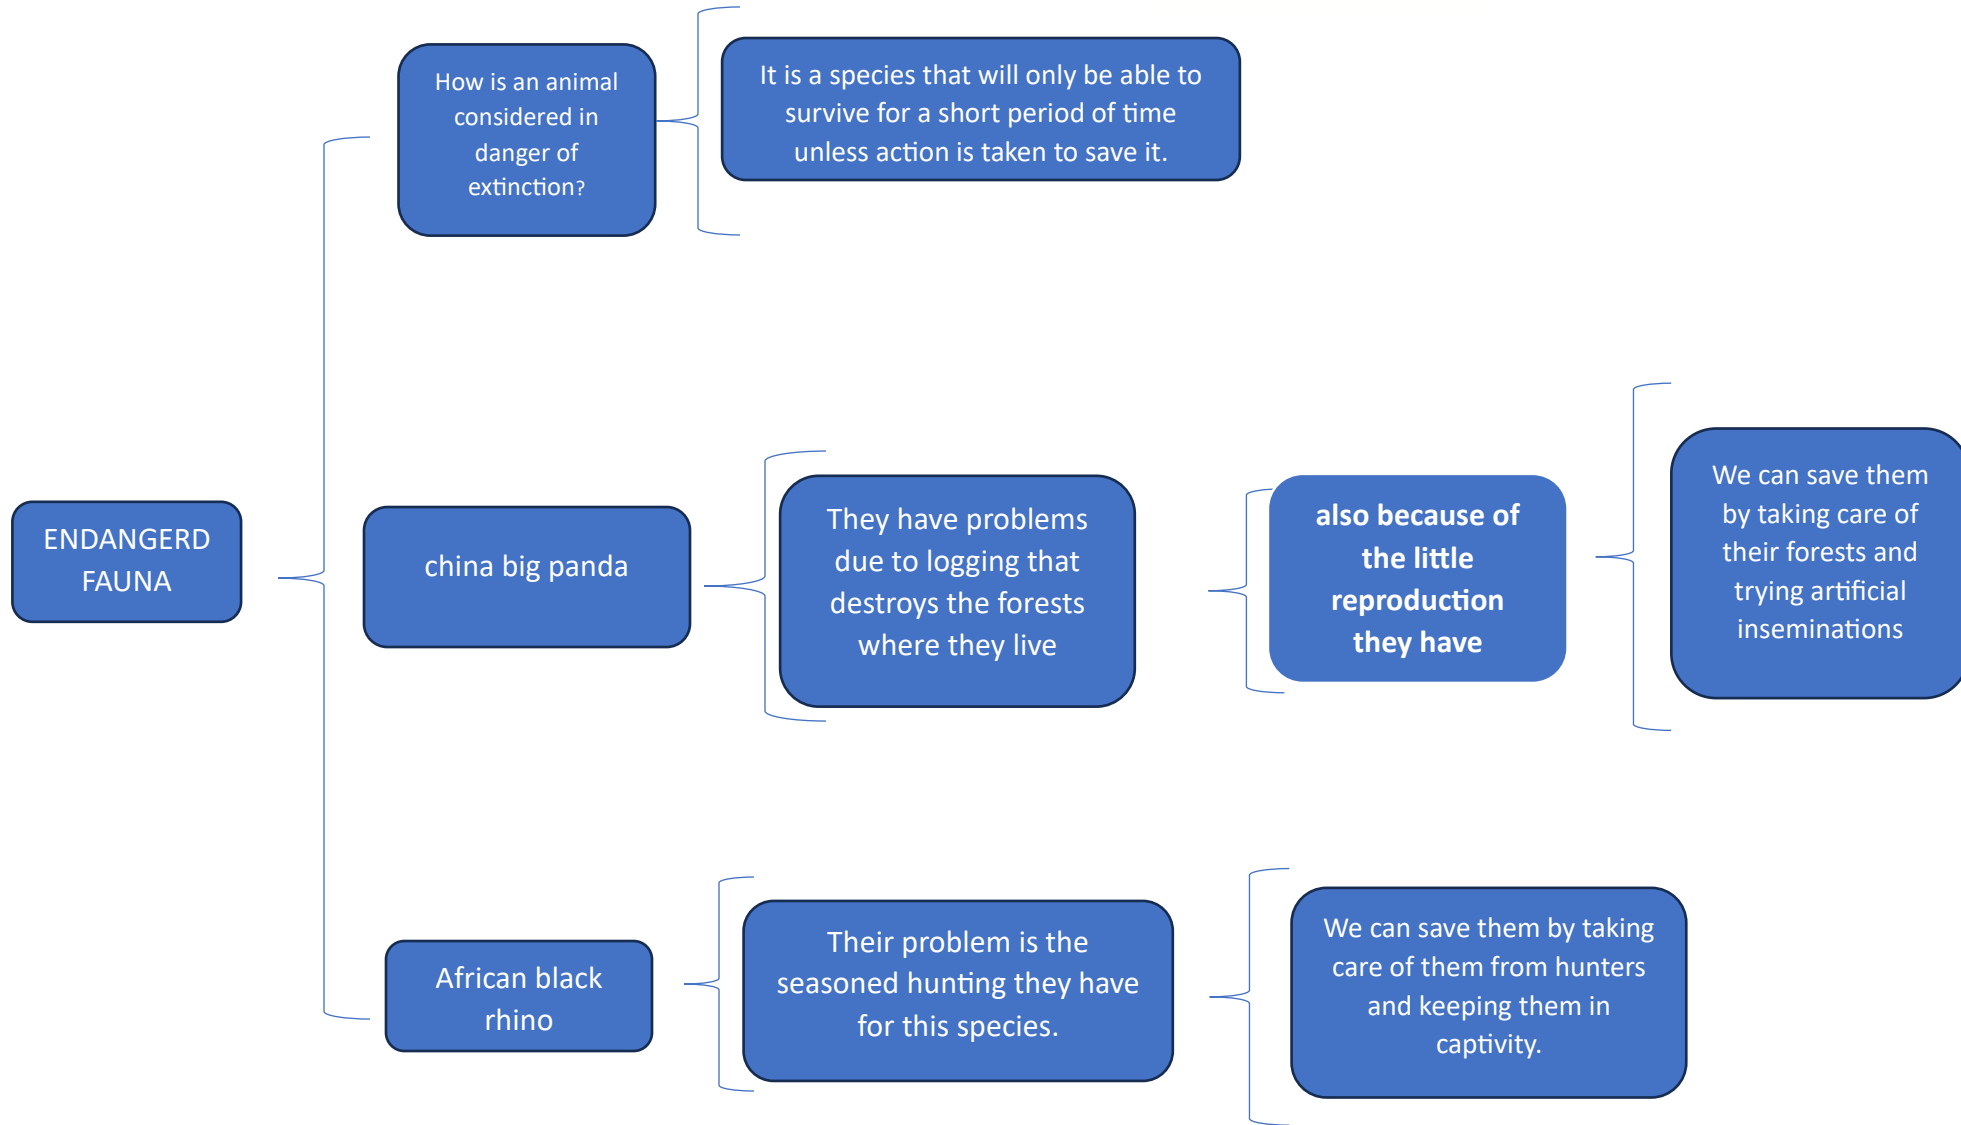 How is an animal
considered in
danger of
extinction?
It is a species that will only be able to
survive for a short period of time
unless action is taken to save it.
ENDANGERD
FAUNA
china big panda
They have problems
due to logging that
destroys the forests
where they live
also because of
the little
reproduction
they have
We can save them
by taking care of
their forests and
trying artificial
inseminations
African black
rhino
Their problem is the
seasoned hunting they have
for this species.
We can save them by taking
care of them from hunters
and keeping them in
captivity.